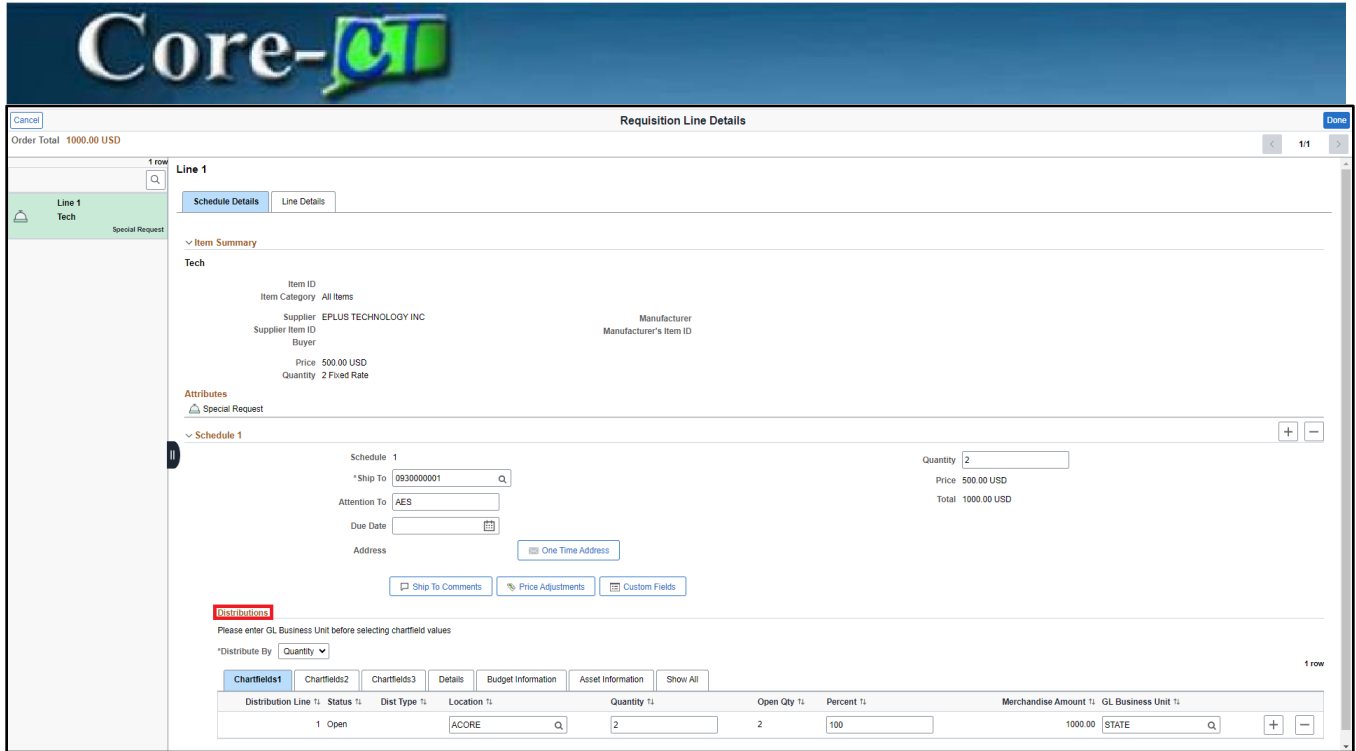 Core-CT
Cancel Requisition Line Details Done
Order Total 1000.00 USD
1/1
1 row
Line 1
Tech
Special Request
Line 1
Schedule Details Line Details
Item Summary
Tech
Item ID
Item Category All Items
Supplier EPLUS TECHNOLOGY INC Manufacturer
Supplier Item ID Manufacturer's Item ID
Buyer
Price 500.00 USD
Quantity 2 Fixed Rate
Attributes
Special Request
Schedule 1
Schedule 1 Quantity 2
*Ship To 0930000001 Price 500.00 USD
Attention To AES Total 1000.00 USD
Due Date
Address One Time Address
Ship To Comments Price Adjustments Custom Fields
Distributions
Please enter GL Business Unit before selecting chartfield values
*Distribute By Quantity
1 row
Chartfields1 Chartfields2 Chartfields3 Details Budget Information Asset Information Show All
Distribution Line Status Dist Type Location Quantity Open Qty Percent Merchandise Amount GL Business Unit
1 Open ACORE 2 2 100 1000.00 STATE